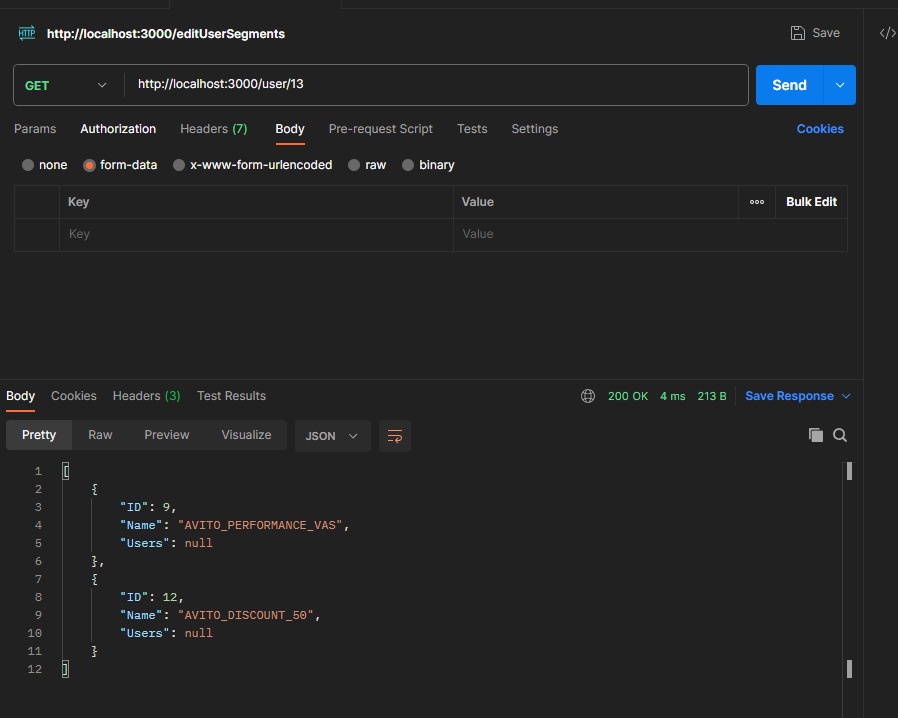 HTTP http://localhost:3000/editUserSegments Save </>
GET http://localhost:3000/user/13 Send
Params Authorization Headers (7) Body Pre-request Script Tests Settings Cookies
none form-data x-www-form-urlencoded raw binary
Key Value ooo Bulk Edit
Key Value
Body Cookies Headers (3) Test Results 200 OK 4 ms 213 B Save Response
Pretty Raw Preview Visualize JSON
1 [
2 {
3 "ID": 9,
4 "Name": "AVITO_PERFORMANCE_VAS",
5 "Users": null
6 },
7 {
8 "ID": 12,
9 "Name": "AVITO_DISCOUNT_50",
10 "Users": null
11 }
12 ]